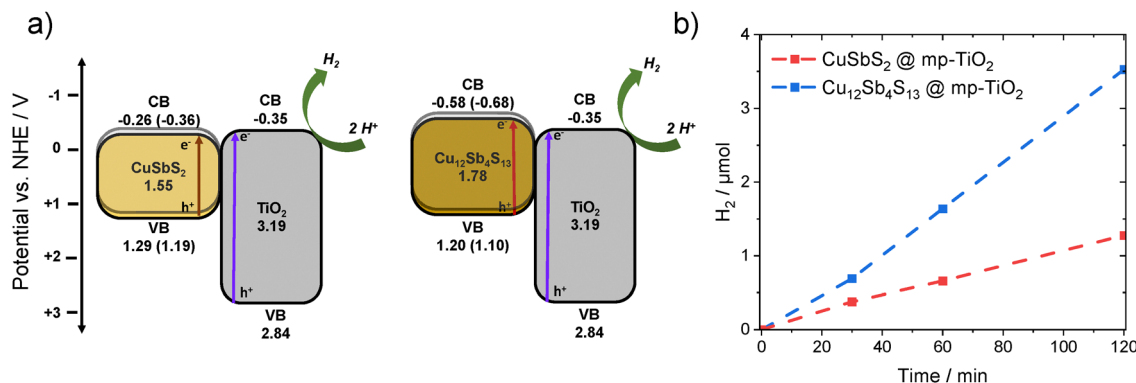 a)
Potential vs. NHE / V
-1
0
+1
+2
+3
CB
-0.26 (-0.36)
e-
CuSbS2
1.55
h+
VB
1.29 (1.19)
CB
-0.35
e-
TiO2
3.19
h+
VB
2.84
H2
2 H+
CB
-0.58 (-0.68)
e-
Cu12Sb4S13
1.78
h+
VB
1.20 (1.10)
CB
-0.35
e-
TiO2
3.19
h+
VB
2.84
H2
2 H+
b)
H2 / μmol
4
3
2
1
0
CuSbS2 @ mp-TiO2
Cu12Sb4S13 @ mp-TiO2
0 20 40 60 80 100 120
Time / min